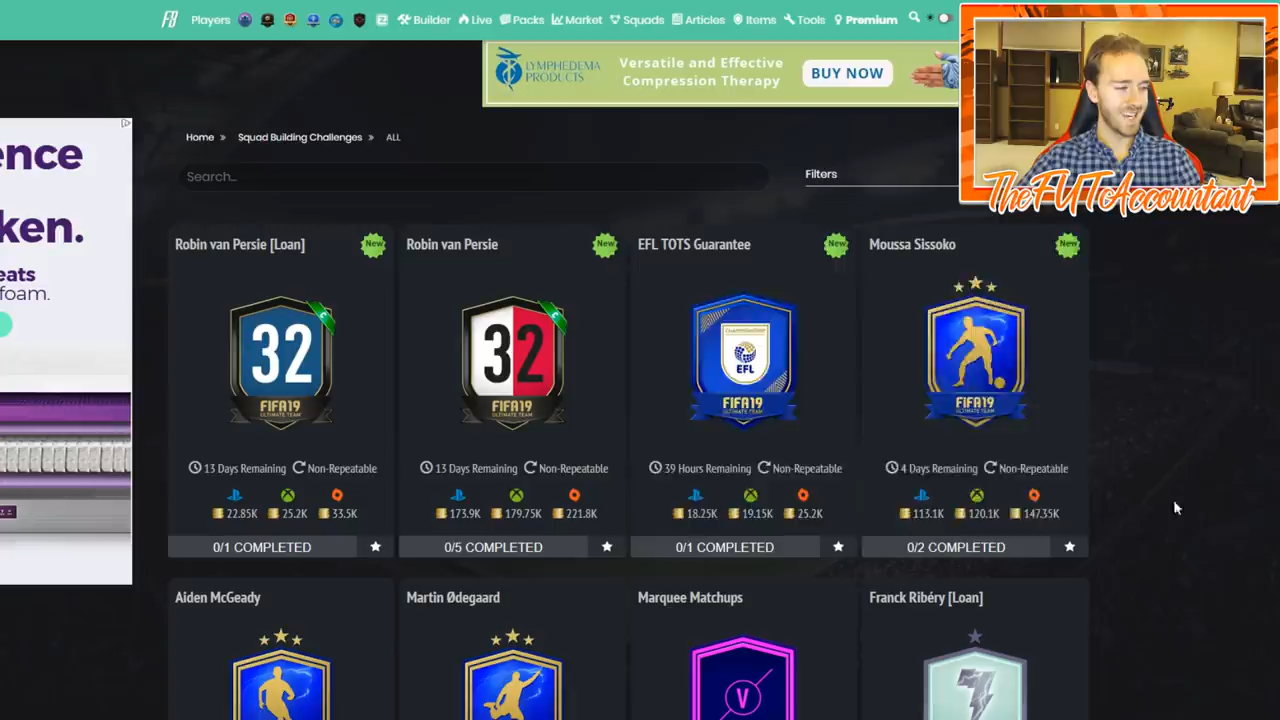 F8 Players Builder Live Packs Market Squads Articles Items Tools Premium
LYMPHEDEMA PRODUCTS
Versatile and Effective
Compression Therapy
BUY NOW
TheFUTAccountant
ence
ken.
eats
foam.
Home » Squad Building Challenges » ALL
Search...
Filters
Robin van Persie [Loan] New
32
FIFA19
ULTIMATE TEAM
13 Days Remaining Non-Repeatable
22.85K 25.2K 33.5K
0/1 COMPLETED
Robin van Persie New
32
FIFA19
ULTIMATE TEAM
13 Days Remaining Non-Repeatable
173.9K 179.75K 221.8K
0/5 COMPLETED
EFL TOTS Guarantee New
EFL
FIFA19
ULTIMATE TEAM
39 Hours Remaining Non-Repeatable
18.25K 19.15K 25.2K
0/1 COMPLETED
Moussa Sissoko New
FIFA19
ULTIMATE TEAM
4 Days Remaining Non-Repeatable
113.1K 120.1K 147.35K
0/2 COMPLETED
Aiden McGeady
Martin Ødegaard
Marquee Matchups
V
Franck Ribéry [Loan]